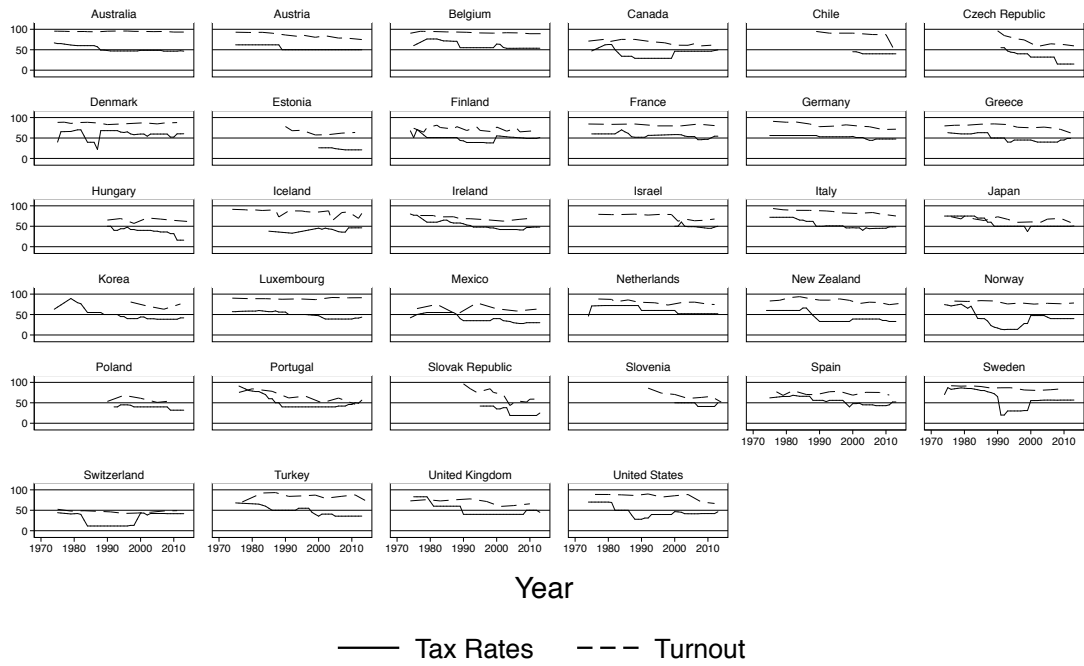 Australia Austria Belgium Canada Chile Czech Republic
100
50
0
Denmark Estonia Finland France Germany Greece
100
50
0
Hungary Iceland Ireland Israel Italy Japan
100
50
0
Korea Luxembourg Mexico Netherlands New Zealand Norway
100
50
0
Poland Portugal Slovak Republic Slovenia Spain Sweden
100
50
0
1970 1980 1990 2000 2010 1970 1980 1990 2000 2010
Switzerland Turkey United Kingdom United States
100
50
0
1970 1980 1990 2000 2010 1970 1980 1990 2000 2010 1970 1980 1990 2000 2010 1970 1980 1990 2000 2010
Year
Tax Rates Turnout